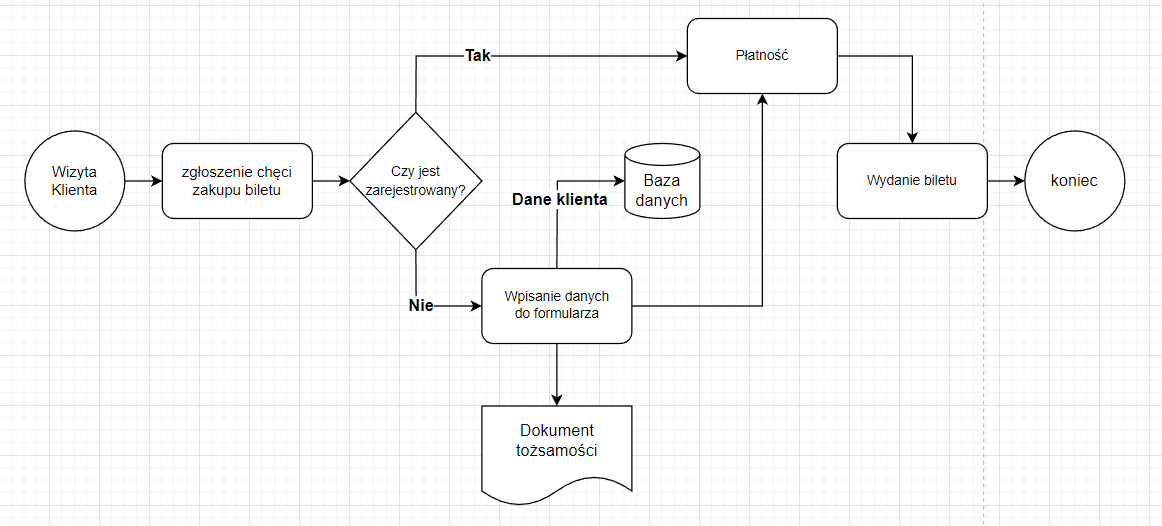 Wizyta
Klienta
zgłoszenie chęci
zakupu biletu
Czy jest
zarejestrowany?
Tak
Płatność
Nie
Wpisanie danych
do formularza
Dane klienta
Baza
danych
Dokument
tożsamości
Wydanie biletu
koniec